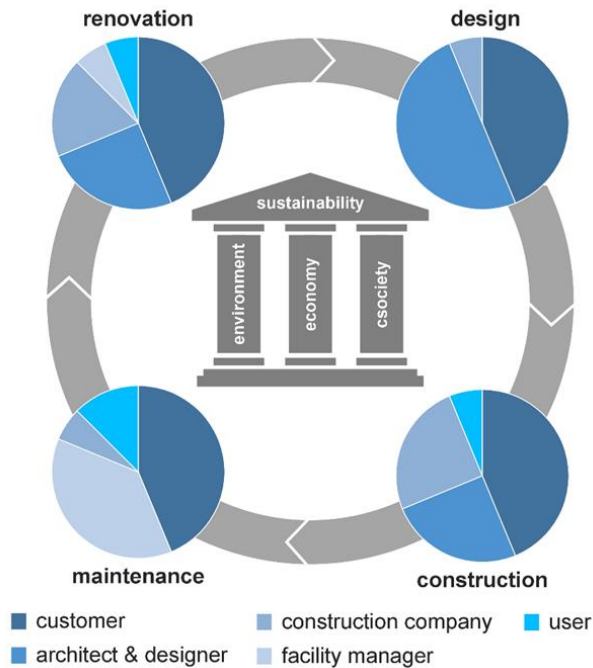 renovation
design
sustainability
environment
economy
csociety
maintenance
construction
customer
construction company
user
architect & designer
facility manager